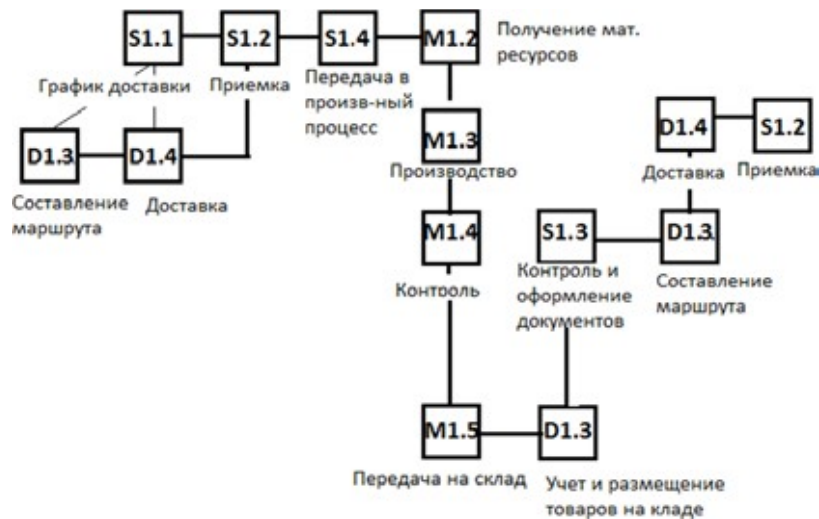 S1.1
S1.2
S1.4
M1.2
Получение мат.
ресурсов
График доставки
Приемка
Передача в
произв-ный
процесс
D1.3
D1.4
Составление
маршрута
Доставка
M1.3
Производство
M1.4
Контроль
D1.4
S1.2
Доставка
Приемка
S1.3
D1.3
Контроль и
оформление
документов
Составление
маршрута
M1.5
D1.3
Передача на склад
Учет и размещение
товаров на кладе